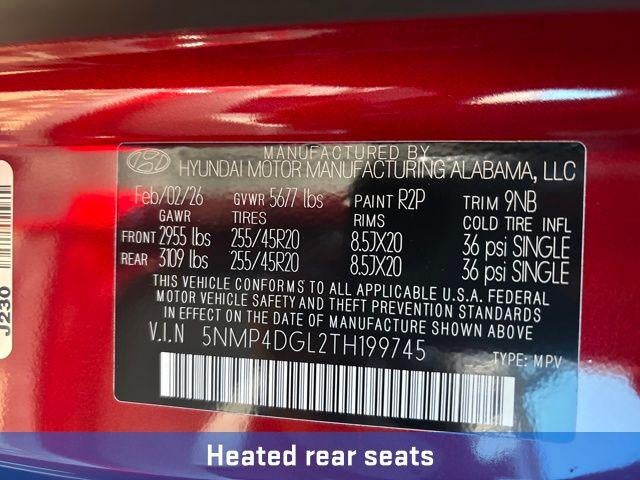 MANUFACTURED BY
HYUNDAI MOTOR MANUFACTURING ALABAMA, LLC
Feb/02/26 GVWR 5677 lbs PAINT R2P TRIM 9NB
GAWR TIRES RIMS COLD TIRE INFL
FRONT 2955 lbs 255/45R20 8.5JX20 36 psi SINGLE
REAR 3109 lbs 255/45R20 8.5JX20 36 psi SINGLE
THIS VEHICLE CONFORMS TO ALL APPLICABLE U.S.A. FEDERAL
MOTOR VEHICLE SAFETY AND THEFT PREVENTION STANDARDS
IN EFFECT ON THE DATE OF MANUFACTURE SHOWN ABOVE.
V.I.N 5NMP4DGL2TH199745
TYPE: MPV
J230
Heated rear seats